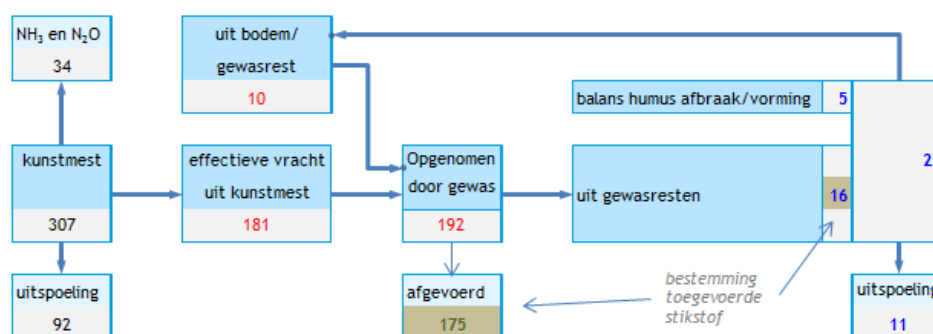 NH₃ en N₂O
34
uit bodem/
gewasrest
10
balans humus afbraak/vorming 5
kunstmest
307
effectieve vracht
uit kunstmest
181
Opgenomen
door gewas
192
uit gewasresten 16
2
uitspoeling
92
afgevoerd
175
bestemming
toegevoerde
stikstof
uitspoeling
11